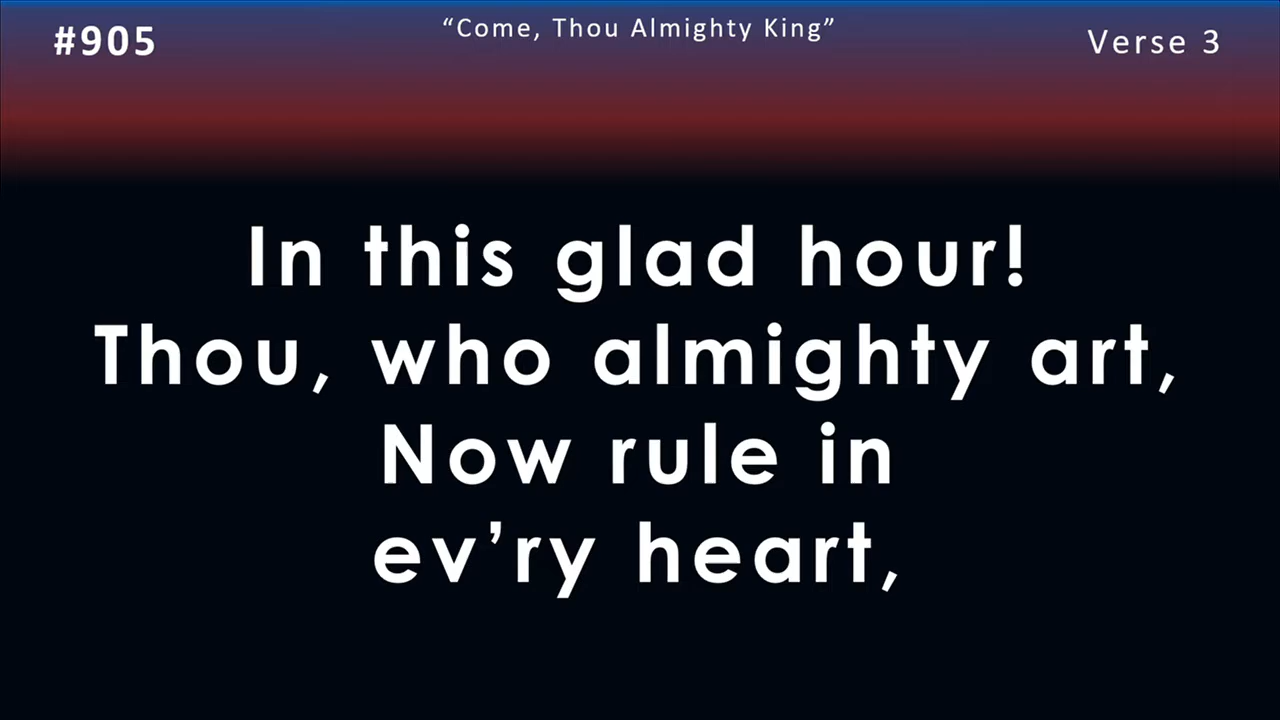 #905
“Come, Thou Almighty King”
Verse 3
In this glad hour!
Thou, who almighty art,
Now rule in
ev’ry heart,